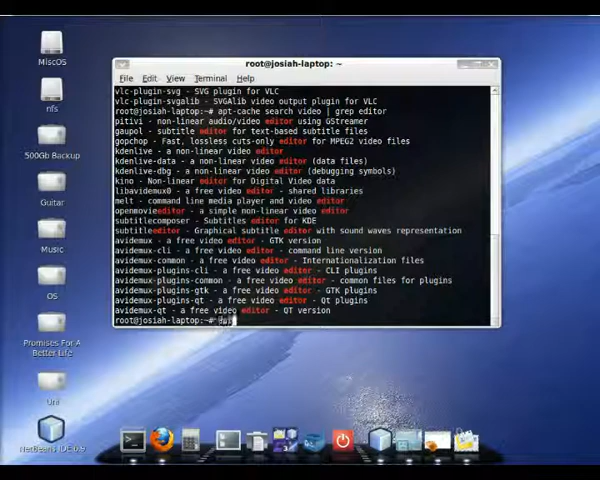 MiscOS
nfs
500Gb Backup
Guitar
Music
OS
Promises For A
Better Life
Uni
NetBeans IDE 6.9
root@josiah-laptop: ~
File Edit View Terminal Help
vlc-plugin-svg - SVG plugin for VLC
vlc-plugin-svgalib - SVGAlib video output plugin for VLC
root@josiah-laptop:~# apt-cache search video | grep editor
pitivi - non-linear audio/video editor using GStreamer
gaupol - subtitle editor for text-based subtitle files
gopchop - Fast, lossless cuts-only editor for MPEG2 video files
kdenlive - a non-linear video editor
kdenlive-data - a non-linear video editor (data files)
kdenlive-dbg - a non-linear video editor (debugging symbols)
kino - Non-linear editor for Digital Video data
libavidemux0 - a free video editor - shared libraries
melt - command line media player and video editor
openmovieeditor - a simple non-linear video editor
subtitlecomposer - Subtitles editor for KDE
subtitleeditor - Graphical subtitle editor with sound waves representation
avidemux - a free video editor - GTK version
avidemux-cli - a free video editor - command line version
avidemux-common - a free video editor - Internationalization files
avidemux-plugins-cli - a free video editor - CLI plugins
avidemux-plugins-common - a free video editor - common files for plugins
avidemux-plugins-gtk - a free video editor - GTK plugins
avidemux-plugins-qt - a free video editor - Qt plugins
avidemux-qt - a free video editor - QT version
root@josiah-laptop:~#